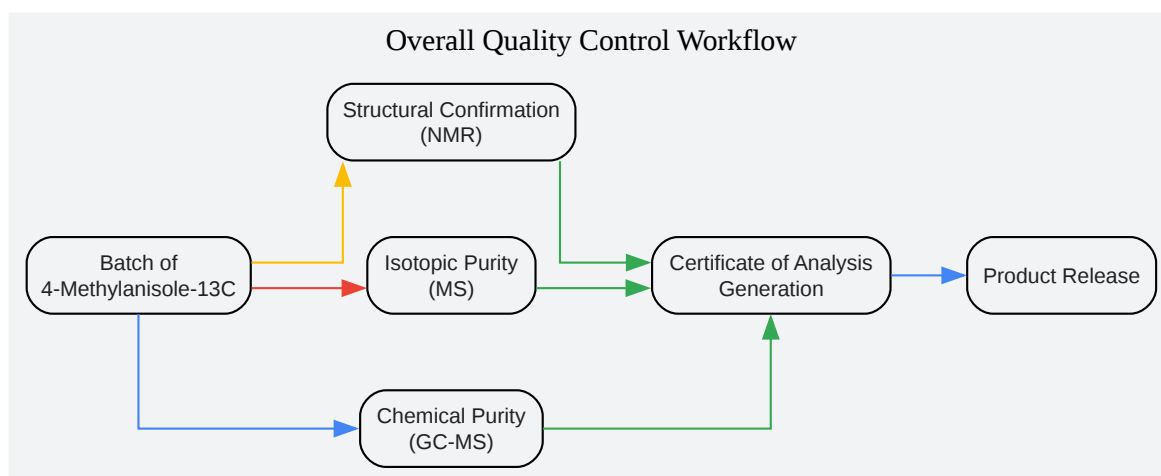 Overall Quality Control Workflow
Structural Confirmation
(NMR)
Batch of
4-Methylanisole-13C
Isotopic Purity
(MS)
Certificate of Analysis
Generation
Product Release
Chemical Purity
(GC-MS)